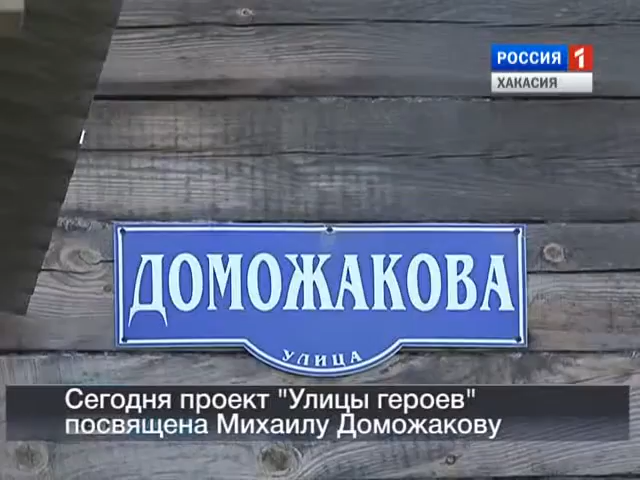 РОССИЯ 1
ХАКАСИЯ
ДОМОЖАКОВА
УЛИЦА
Сегодня проект "Улицы героев"
посвящена Михаилу Доможакову